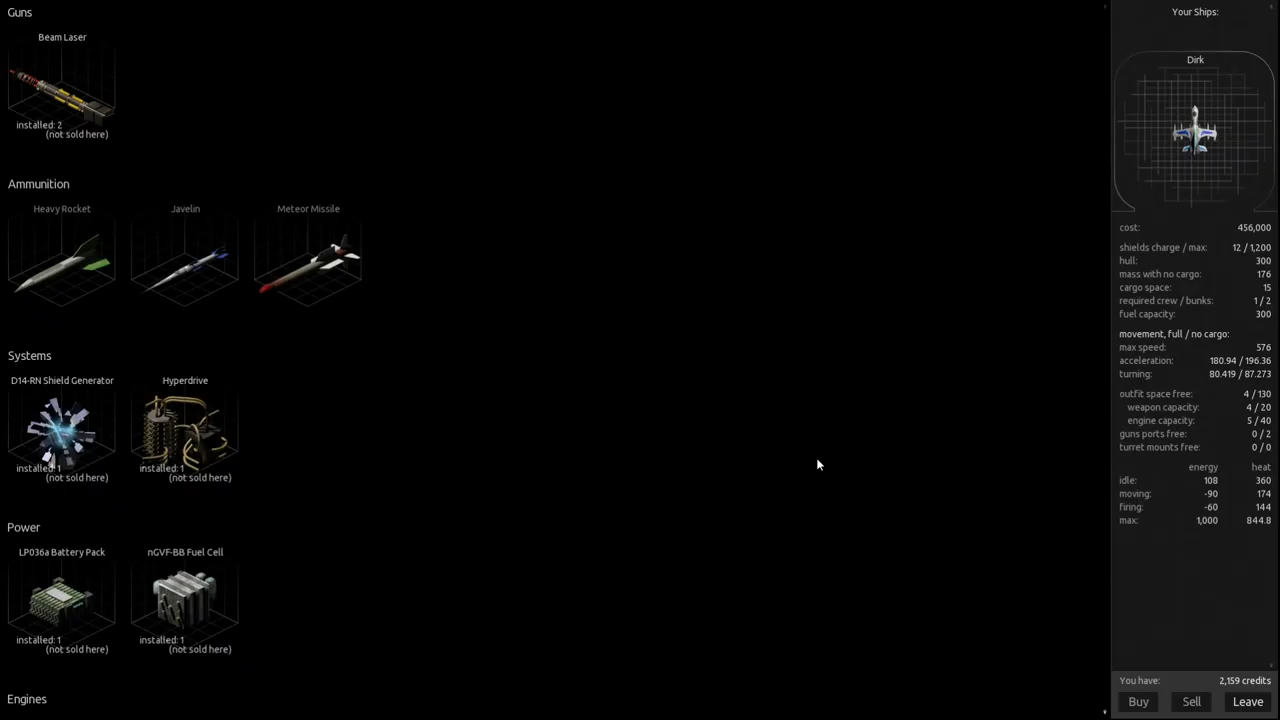 Guns
Beam Laser
installed: 2
(not sold here)
Ammunition
Heavy Rocket
Javelin
Meteor Missile
Systems
D14-RN Shield Generator
Hyperdrive
installed: 1
(not sold here)
installed: 1
(not sold here)
Power
LP036a Battery Pack
nGVF-BB Fuel Cell
installed: 1
(not sold here)
installed: 1
(not sold here)
Engines
Your Ships:
Dirk
cost: 456,000
shields charge / max: 12 / 1,200
hull: 300
mass with no cargo: 176
cargo space: 15
required crew / bunks: 1 / 2
fuel capacity: 300
movement, full / no cargo:
max speed: 576
acceleration: 180.94 / 196.36
turning: 80.419 / 87.273
outfit space free: 4 / 130
weapon capacity: 4 / 20
engine capacity: 5 / 40
guns ports free: 0 / 2
turret mounts free: 0 / 0
energy heat
idle: 108 360
moving: -90 174
firing: -60 144
max: 1,000 844.8
You have: 2,159 credits
Buy Sell Leave